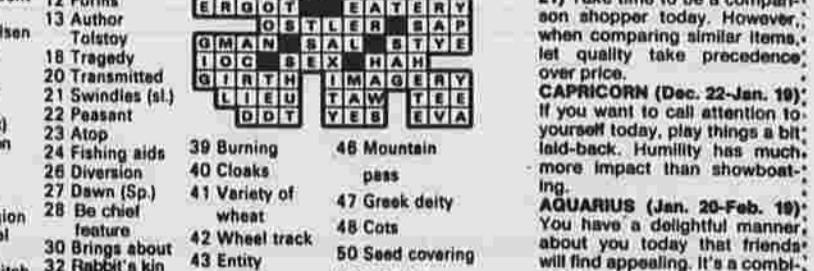 12 Forms
13 Author
Tolstoy
18 Tragedy
20 Transmitted
21 Swindles (sl.)
22 Peasant
23 Atop
24 Fishing aids
26 Diversion
27 Dawn (Sp.)
28 Be chief
feature
30 Brings about
32 Rabbit's kin
ERGOT EATERY
OSTLER SAP
GMAN SAL STYE
IOC SEX HAH
GIRTH IMAGERY
LIEU TAW TEE
DDT YES EVA
39 Burning
40 Cloaks
41 Variety of
wheat
42 Wheel track
43 Entity
46 Mountain
pass
47 Greek deity
48 Cots
50 Seed covering
21) Take time to be a compari-
son shopper today. However,
when comparing similar items,
let quality take precedence
over price.
CAPRICORN (Dec. 22-Jan. 19)
If you want to call attention to
yourself today, play things a bit
laid-back. Humility has much
more impact than showboat-
ing.
AQUARIUS (Jan. 20-Feb. 19)
You have a delightful manner
about you today that friends
will find appealing. It's a combi-